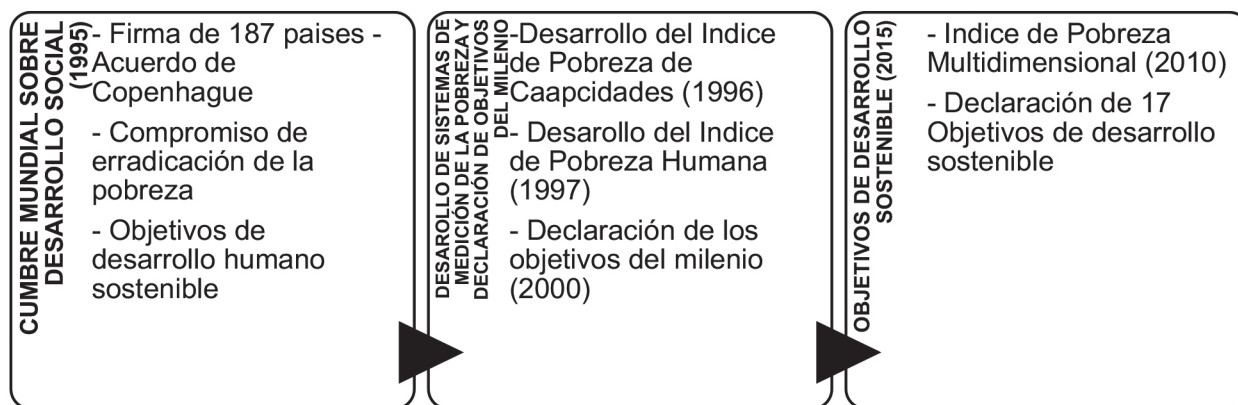 CUMBRE MUNDIAL SOBRE
DESARROLLO SOCIAL
(1995)
- Firma de 187 paises -
Acuerdo de
Copenhague
- Compromiso de
erradicación de la
pobreza
- Objetivos de
desarrollo humano
sostenible
DESAROLLO DE SISTEMAS DE
MEDICIÓN DE LA POBREZA Y
DECLARACIÓN DE OBJETIVOS
DEL MILENIO
-Desarrollo del Indice
de Pobreza de
Caapcidades (1996)
- Desarollo del Indice
de Pobreza Humana
(1997)
- Declaración de los
objetivos del milenio
(2000)
OBJETIVOS DE DESARROLLO
SOSTENIBLE (2015)
- Indice de Pobreza
Multidimensional (2010)
- Declaración de 17
Objetivos de desarrollo
sostenible